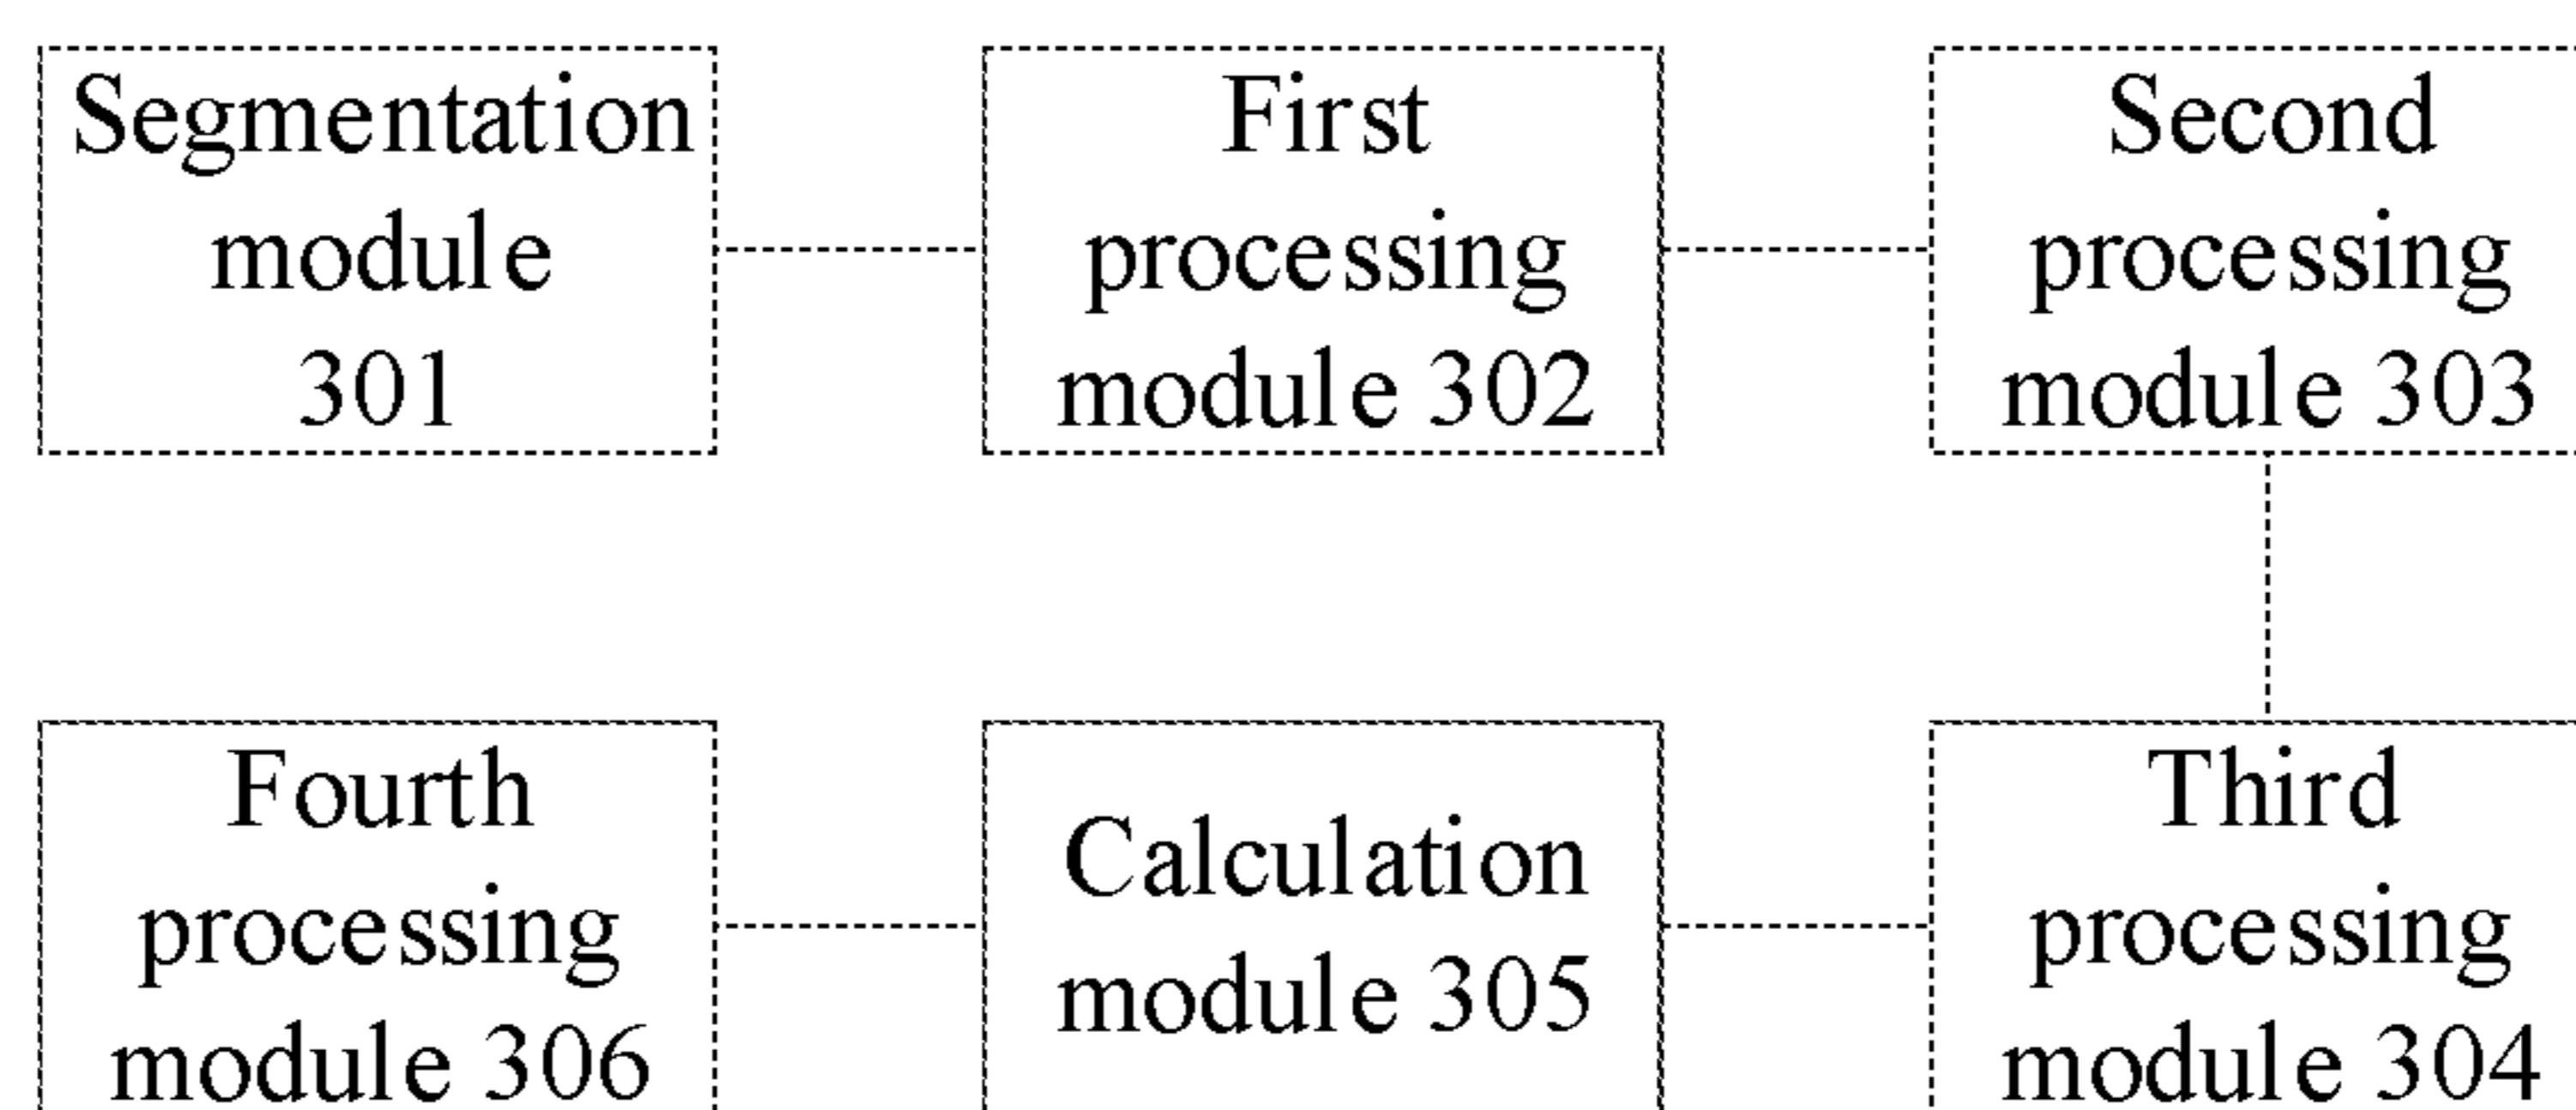 Segmentation
module
301
First
processing
module 302
Second
processing
module 303
Fourth
processing
module 306
Calculation
module 305
Third
processing
module 304